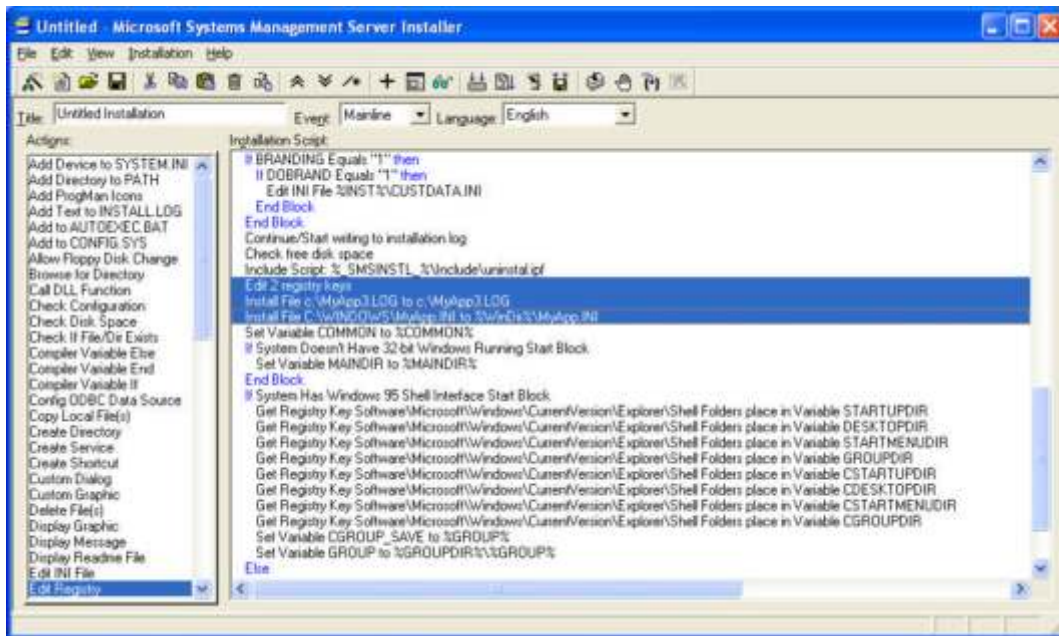 Untitled - Microsoft Systems Management Server Installer
File Edit View Installation Help
Title: Untitled Installation Event: Mainline Language: English
Actions:
Add Device to SYSTEM.INI
Add Directory to PATH
Add ProgMan Icons
Add Text to INSTALL.LOG
Add to AUTOEXEC.BAT
Add to CONFIG.SYS
Allow Floppy Disk Change
Browse for Directory
Call DLL Function
Check Configuration
Check Disk Space
Check If File/Dir Exists
Compiler Variable Else
Compiler Variable End
Compiler Variable If
Config ODBC Data Source
Copy Local File(s)
Create Directory
Create Service
Create Shortcut
Custom Dialog
Custom Graphic
Delete File(s)
Display Graphic
Display Message
Display Readme File
Edit INI File
Edit Registry
Installation Script:
If BRANDING Equals "1" then
If DOBRAND Equals "1" then
Edit INI File %INST%\CUSTDATA.INI
End Block
End Block
Continue/Start writing to installation log
Check free disk space
Include Script: %_SMSINSTL_%\Include\uninstal.ipf
Edit 2 registry keys
Install File c:\MyApp3.LOG to c:\MyApp3.LOG
Install File C:\WINDOWS\MyApp.INI to %WinDir%\MyApp.INI
Set Variable COMMON to %COMMON%
If System Doesn't Have 32-bit Windows Running Start Block
Set Variable MAINDIR to %MAINDIR%
End Block
If System Has Windows 95 Shell Interface Start Block
Get Registry Key Software\Microsoft\Windows\CurrentVersion\Explorer\Shell Folders place in Variable STARTUPDIR
Get Registry Key Software\Microsoft\Windows\CurrentVersion\Explorer\Shell Folders place in Variable DESKTOPDIR
Get Registry Key Software\Microsoft\Windows\CurrentVersion\Explorer\Shell Folders place in Variable STARTMENUDIR
Get Registry Key Software\Microsoft\Windows\CurrentVersion\Explorer\Shell Folders place in Variable GROUPDIR
Get Registry Key Software\Microsoft\Windows\CurrentVersion\Explorer\Shell Folders place in Variable CSTARTUPDIR
Get Registry Key Software\Microsoft\Windows\CurrentVersion\Explorer\Shell Folders place in Variable CDESKTOPDIR
Get Registry Key Software\Microsoft\Windows\CurrentVersion\Explorer\Shell Folders place in Variable CSTARTMENUDIR
Get Registry Key Software\Microsoft\Windows\CurrentVersion\Explorer\Shell Folders place in Variable CGROUPDIR
Set Variable CGROUP_SAVE to %GROUP%
Set Variable GROUP to %GROUPDIR%\%GROUP%
Else